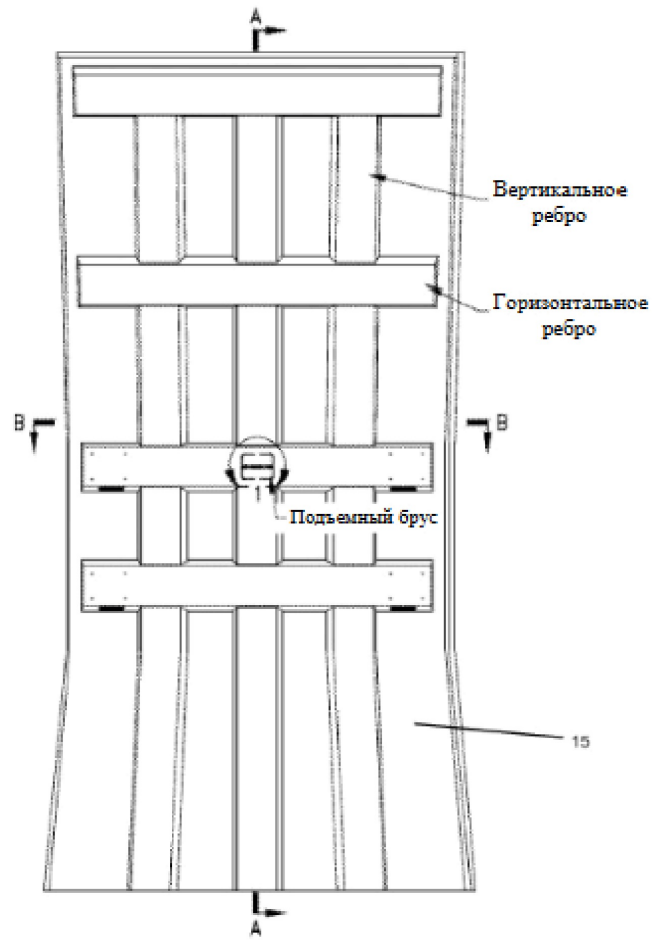 A
Вертикальное
ребро
Горизонтальное
ребро
B
B
1
Подъемный брус
15
A